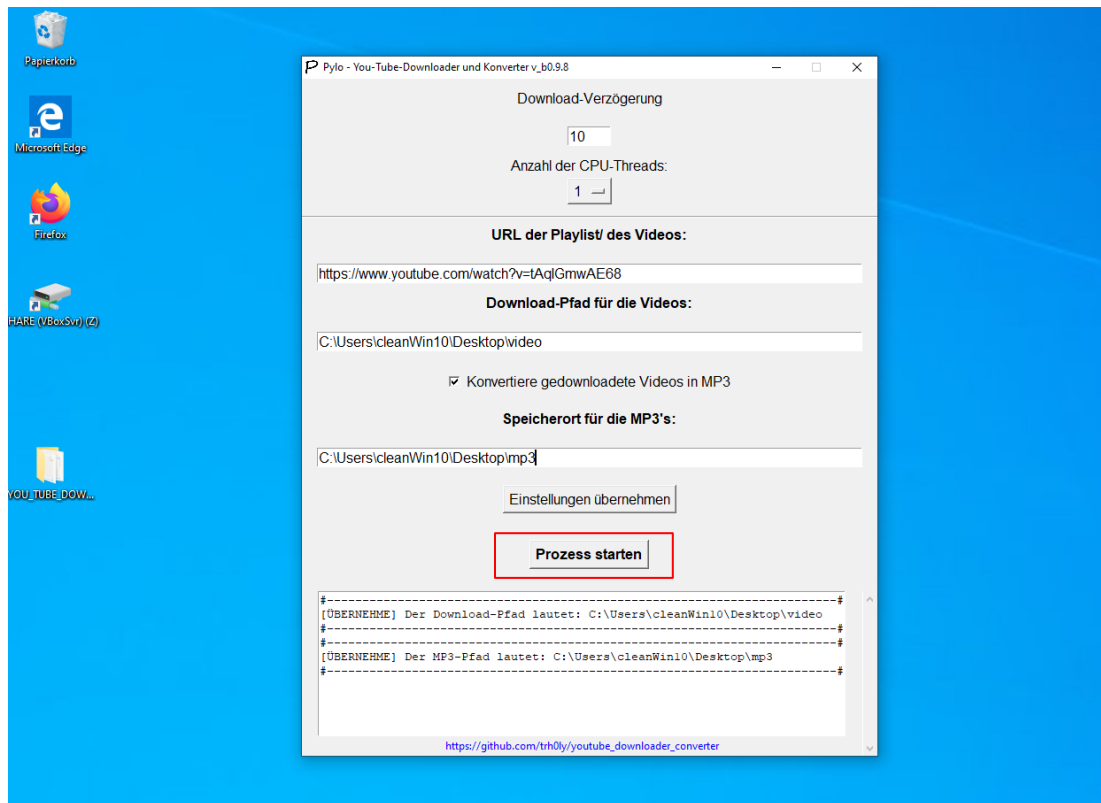 Papierkorb
Microsoft Edge
Firefox
HARE (VBoxSvr) (Z)
YOU_TUBE_DOW...
Pylo - You-Tube-Downloader und Konverter v_b0.9.8
Download-Verzögerung
10
Anzahl der CPU-Threads:
1
URL der Playlist/ des Videos:
https://www.youtube.com/watch?v=tAqlGmwAE68
Download-Pfad für die Videos:
C:\Users\cleanWin10\Desktop\video
Konvertiere gedownloadete Videos in MP3
Speicherort für die MP3's:
C:\Users\cleanWin10\Desktop\mp3
Einstellungen übernehmen
Prozess starten
#------------------------------------------------------------------------------#
[ÜBERNEHME] Der Download-Pfad lautet: C:\Users\cleanWin10\Desktop\video
#------------------------------------------------------------------------------#
#------------------------------------------------------------------------------#
[ÜBERNEHME] Der MP3-Pfad lautet: C:\Users\cleanWin10\Desktop\mp3
#------------------------------------------------------------------------------#
https://github.com/trh0ly/youtube_downloader_converter